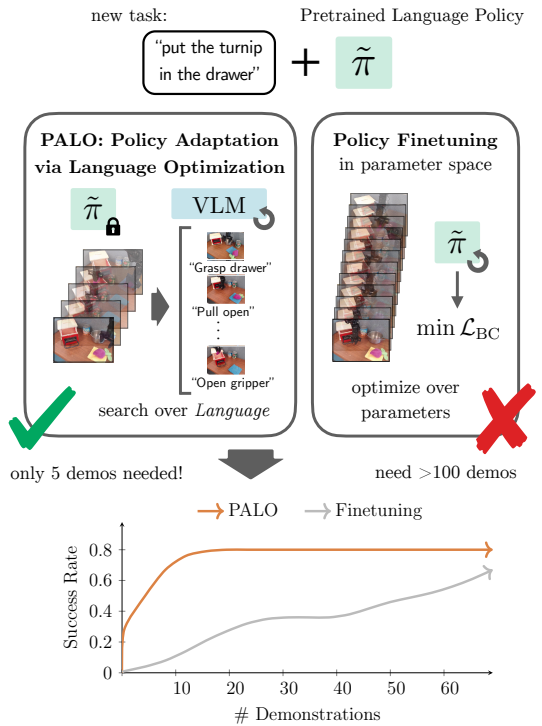 new task:
Pretrained Language Policy
“put the turnip
in the drawer”
+
π̃
PALO: Policy Adaptation
via Language Optimization
π̃
VLM
“Grasp drawer”
“Pull open”
⋮
“Open gripper”
search over Language
Policy Finetuning
in parameter space
π̃
min ℒBC
optimize over
parameters
only 5 demos needed!
need >100 demos
PALO
Finetuning
Success Rate
0.8
0.6
0.4
0.2
0
10 20 30 40 50 60
# Demonstrations